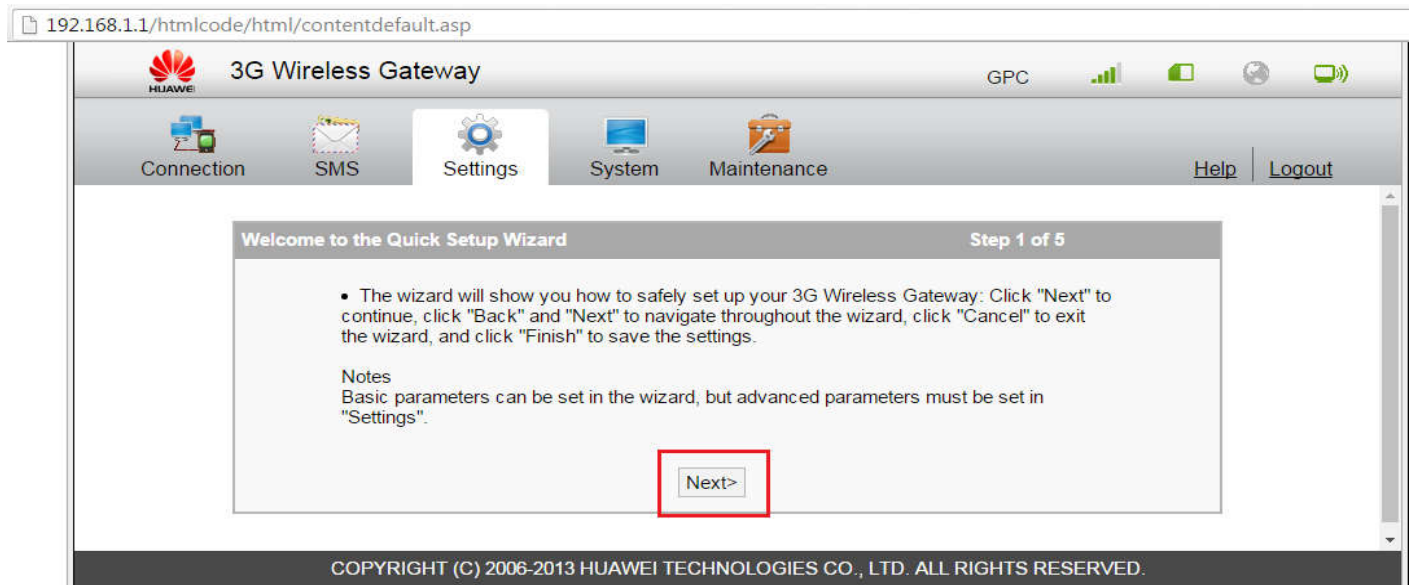 192.168.1.1/htmlcode/html/contentdefault.asp
HUAWEI
3G Wireless Gateway
GPC
Connection
SMS
Settings
System
Maintenance
Help
Logout
Welcome to the Quick Setup Wizard
Step 1 of 5
• The wizard will show you how to safely set up your 3G Wireless Gateway: Click "Next" to
continue, click "Back" and "Next" to navigate throughout the wizard, click "Cancel" to exit
the wizard, and click "Finish" to save the settings.
Notes
Basic parameters can be set in the wizard, but advanced parameters must be set in
"Settings".
Next>
COPYRIGHT (C) 2006-2013 HUAWEI TECHNOLOGIES CO., LTD. ALL RIGHTS RESERVED.